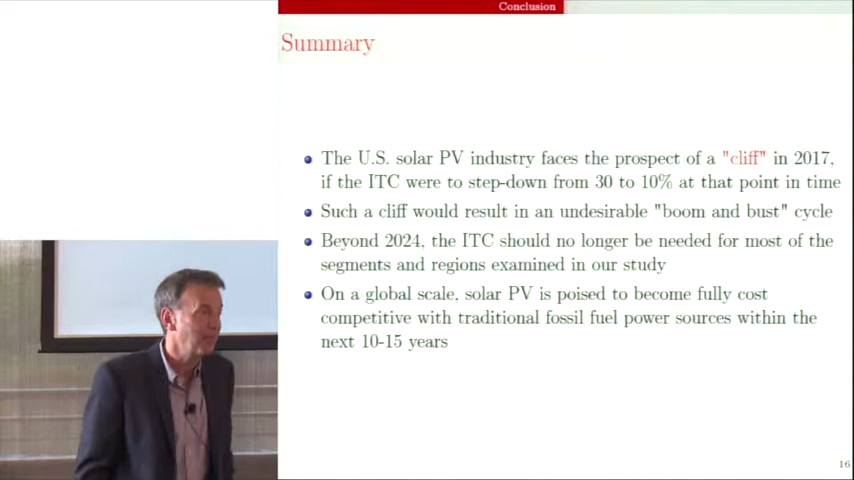 Conclusion
Summary
The U.S. solar PV industry faces the prospect of a "cliff" in 2017,
if the ITC were to step-down from 30 to 10% at that point in time
Such a cliff would result in an undesirable "boom and bust" cycle
Beyond 2024, the ITC should no longer be needed for most of the
segments and regions examined in our study
On a global scale, solar PV is poised to become fully cost
competitive with traditional fossil fuel power sources within the
next 10-15 years
16